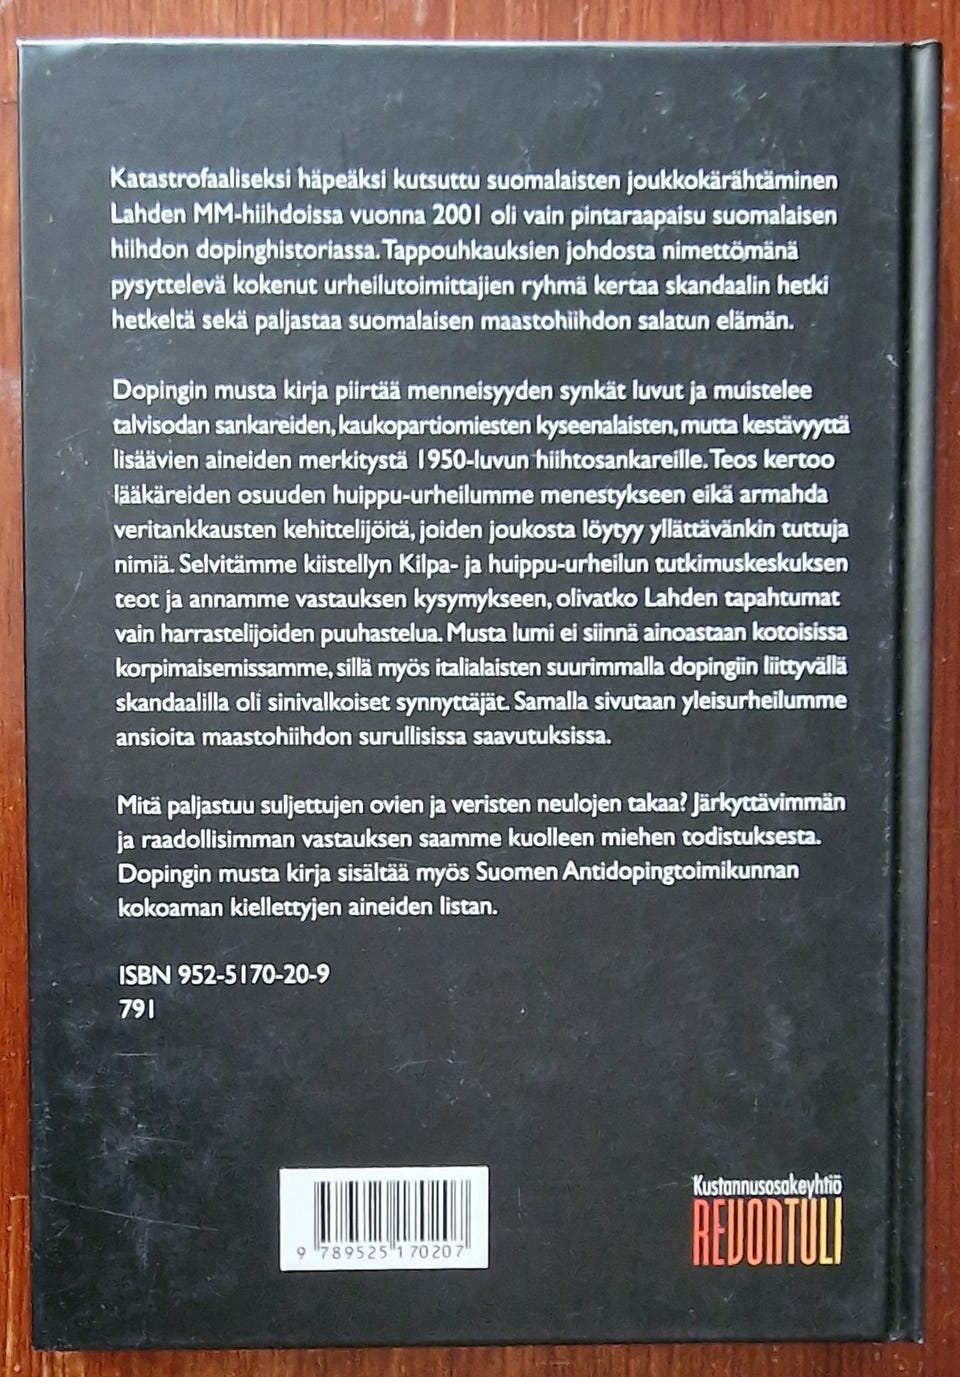 Katastrofaaliseksi häpeäksi kutsuttu suomalaisten joukkokärähtäminen
Lahden MM-hiihdoissa vuonna 2001 oli vain pintaraapaisu suomalaisen
hiihdon dopinghistoriassa. Tappouhkauksien johdosta nimettömänä
pysyttelevä kokenut urheilutoimittajien ryhmä kertaa skandaalin hetki
hetkeltä sekä paljastaa suomalaisen maastohiihdon salatun elämän.
Dopingin musta kirja piirtää menneisyyden synkät luvut ja muistelee
talvisodan sankareiden, kaukopartiomiesten kyseenalaisten, mutta kestävyyttä
lisäävien aineiden merkitystä 1950-luvun hiihtosankareille. Teos kertoo
lääkäreiden osuuden huippu-urheilumme menestykseen eikä armahda
veritankkausten kehittelijöitä, joiden joukosta löytyy yllättävänkin tuttuja
nimiä. Selvitämme kiistellyn Kilpa- ja huippu-urheilun tutkimuskeskuksen
teot ja annamme vastauksen kysymykseen, olivatko Lahden tapahtumat
vain harrastelijoiden puuhastelua. Musta lumi ei siinnä ainoastaan kotoisissa
korpimaisemissamme, sillä myös italialaisten suurimmalla dopingiin liittyvällä
skandaalilla oli sinivalkoiset synnyttäjät. Samalla sivutaan yleisurheilumme
ansioita maastohiihdon surullisissa saavutuksissa.
Mitä paljastuu suljettujen ovien ja veristen neulojen takaa? Järkyttävimmän
ja raadollisimman vastauksen saamme kuolleen miehen todistuksesta.
Dopingin musta kirja sisältää myös Suomen Antidopingtoimikunnan
kokoaman kiellettyjen aineiden listan.
ISBN 952-5170-20-9
791
9 789525 170207
Kustannusosakeyhtiö
REVONTULI